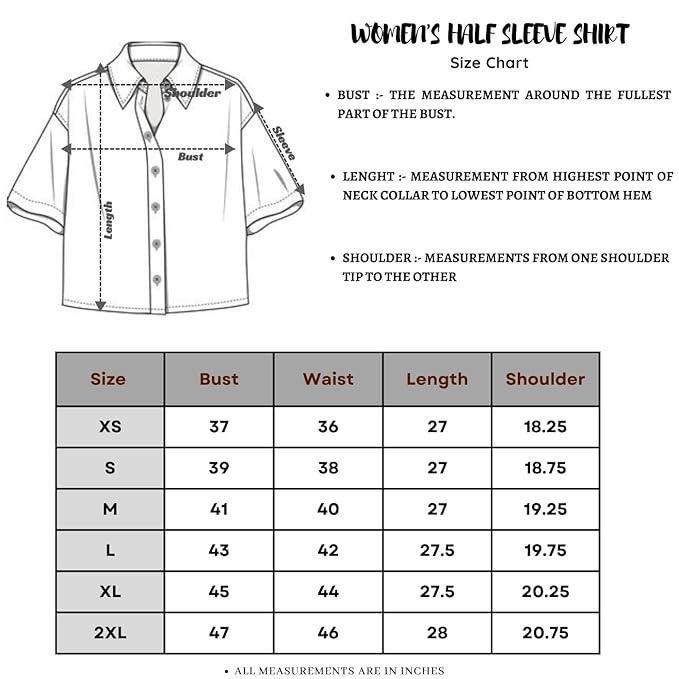 WOMEN'S HALF SLEEVE SHIRT
Size Chart
• BUST :- THE MEASUREMENT AROUND THE FULLEST
PART OF THE BUST.
• LENGHT :- MEASUREMENT FROM HIGHEST POINT OF
NECK COLLAR TO LOWEST POINT OF BOTTOM HEM
• SHOULDER :- MEASUREMENTS FROM ONE SHOULDER
TIP TO THE OTHER
Shoulder
Sleeve
Bust
Length
Size Bust Waist Length Shoulder
XS 37 36 27 18.25
S 39 38 27 18.75
M 41 40 27 19.25
L 43 42 27.5 19.75
XL 45 44 27.5 20.25
2XL 47 46 28 20.75
• ALL MEASUREMENTS ARE IN INCHES